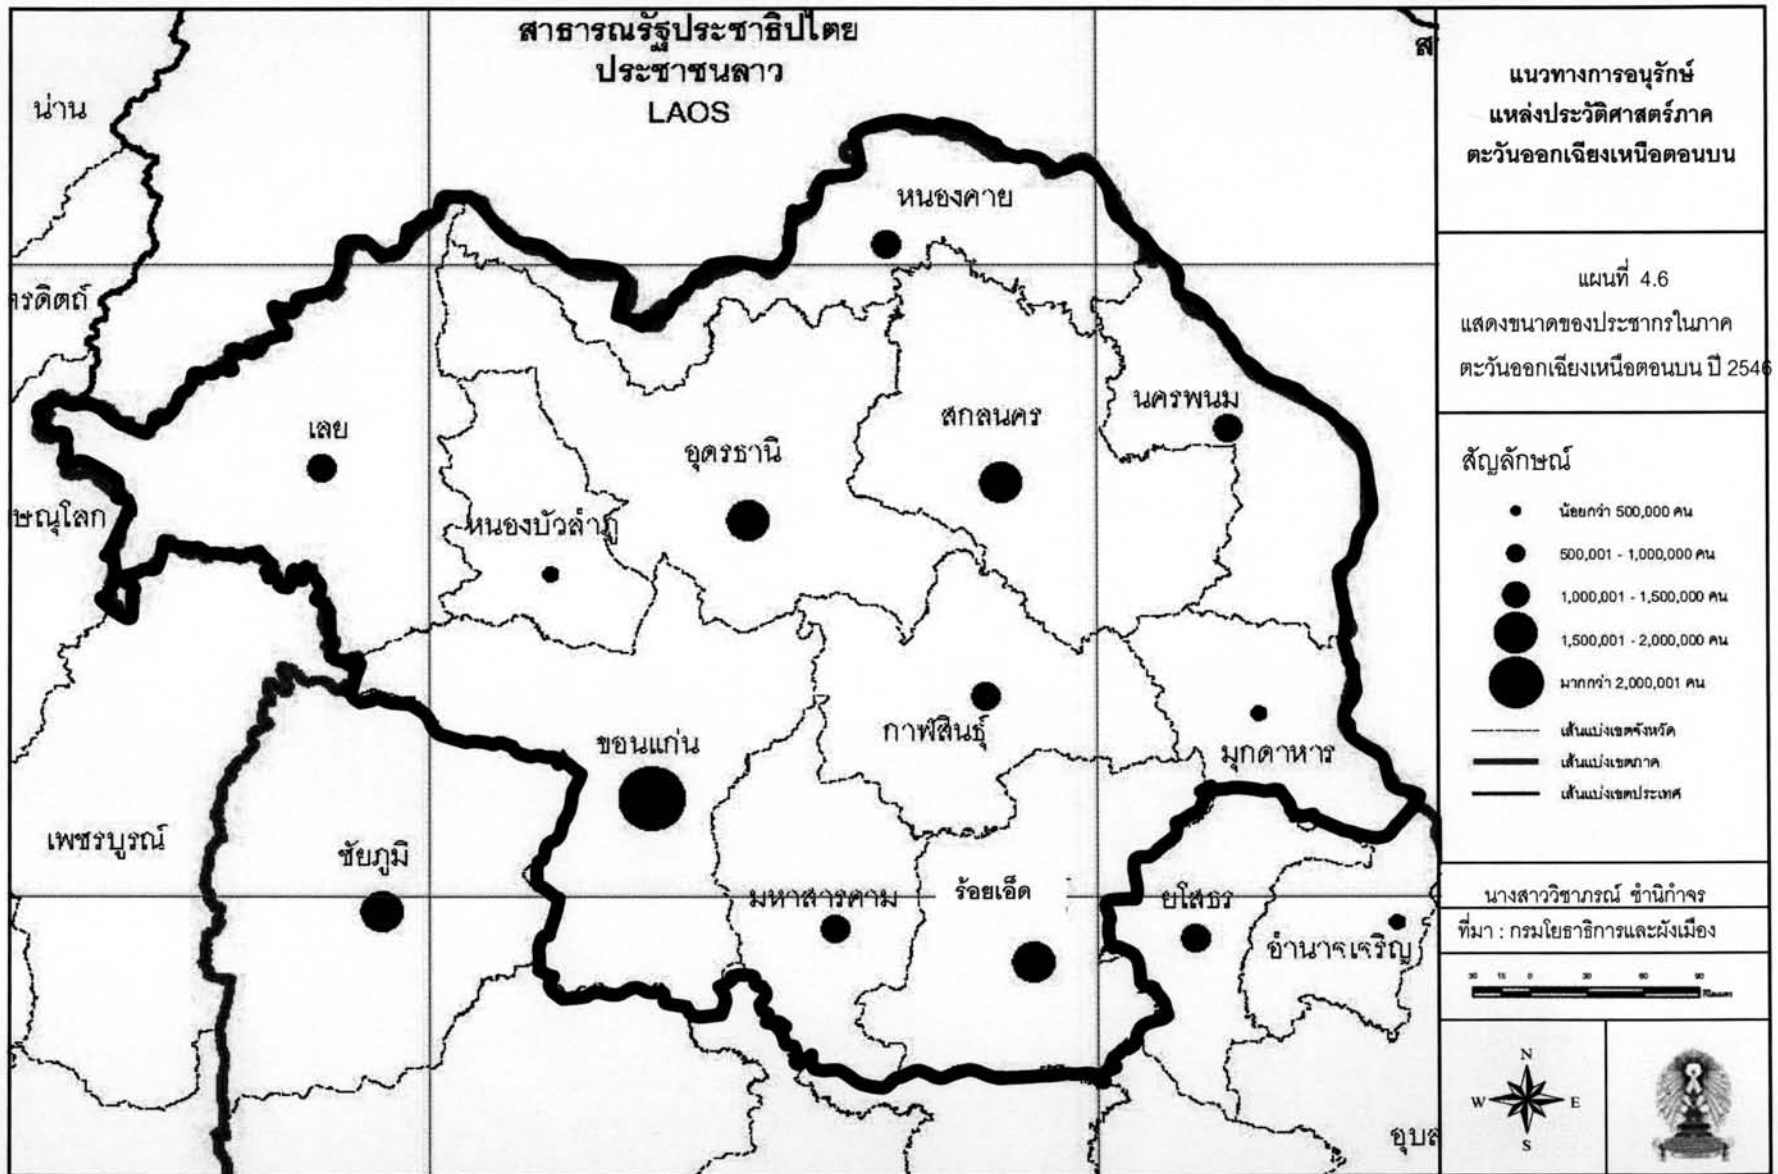 สาธารณรัฐประชาธิปไตย
ประชาชนลาว
LAOS
น่าน
รดิตถ์
ษณุโลก
เพชรบูรณ์
หนองคาย
เลย
หนองบัวลำภู
อุดรธานี
สกลนคร
นครพนม
ขอนแก่น
กาฬสินธุ์
มุกดาหาร
ชัยภูมิ
มหาสารคาม
ร้อยเอ็ด
ยโสธร
อำนาจเจริญ
อุบล
แนวทางการอนุรักษ์
แหล่งประวัติศาสตร์ภาค
ตะวันออกเฉียงเหนือตอนบน
แผนที่ 4.6
แสดงขนาดของประชากรในภาค
ตะวันออกเฉียงเหนือตอนบน ปี 2546
สัญลักษณ์
น้อยกว่า 500,000 คน
500,001 - 1,000,000 คน
1,000,001 - 1,500,000 คน
1,500,001 - 2,000,000 คน
มากกว่า 2,000,001 คน
เส้นแบ่งเขตจังหวัด
เส้นแบ่งเขตภาค
เส้นแบ่งเขตประเทศ
นางสาววิชาภรณ์ ชำนิกำจร
ที่มา : กรมโยธาธิการและผังเมือง
30 15 0 30 60 90
N
W E
S